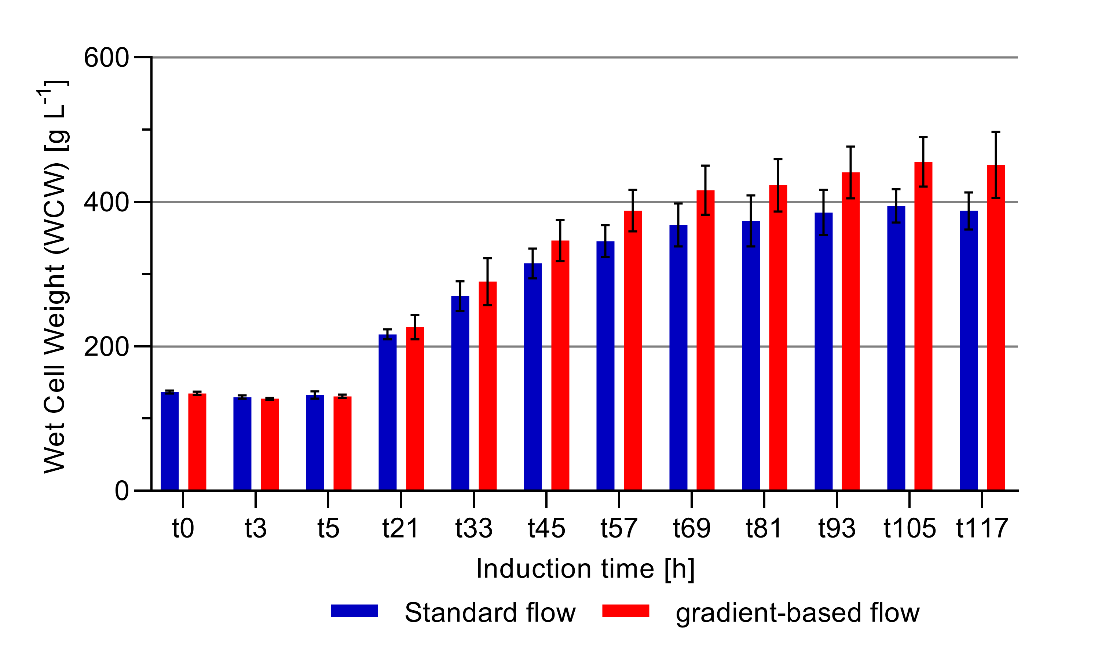 600
400
200
0
Wet Cell Weight (WCW) [g L-1]
t0 t3 t5 t21 t33 t45 t57 t69 t81 t93 t105 t117
Induction time [h]
Standard flow gradient-based flow